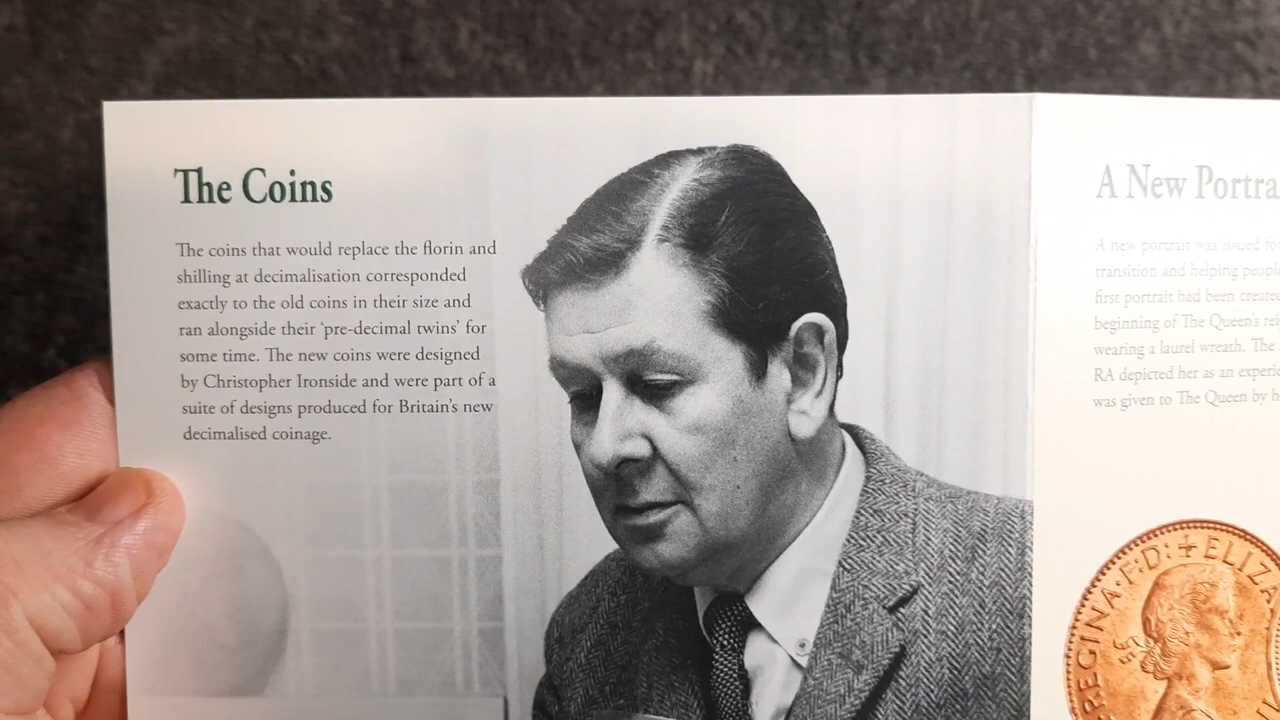 The Coins
The coins that would replace the florin and
shilling at decimalisation corresponded
exactly to the old coins in their size and
ran alongside their ‘pre-decimal twins’ for
some time. The new coins were designed
by Christopher Ironside and were part of a
suite of designs produced for Britain’s new
decimalised coinage.
A New Portra
A new portrait was issued fo
transition and helping people
first portrait had been create
beginning of The Queen’s rei
wearing a laurel wreath. The
RA depicted her as an experie
was given to The Queen by h
REGINA·F:D:+ELIZA